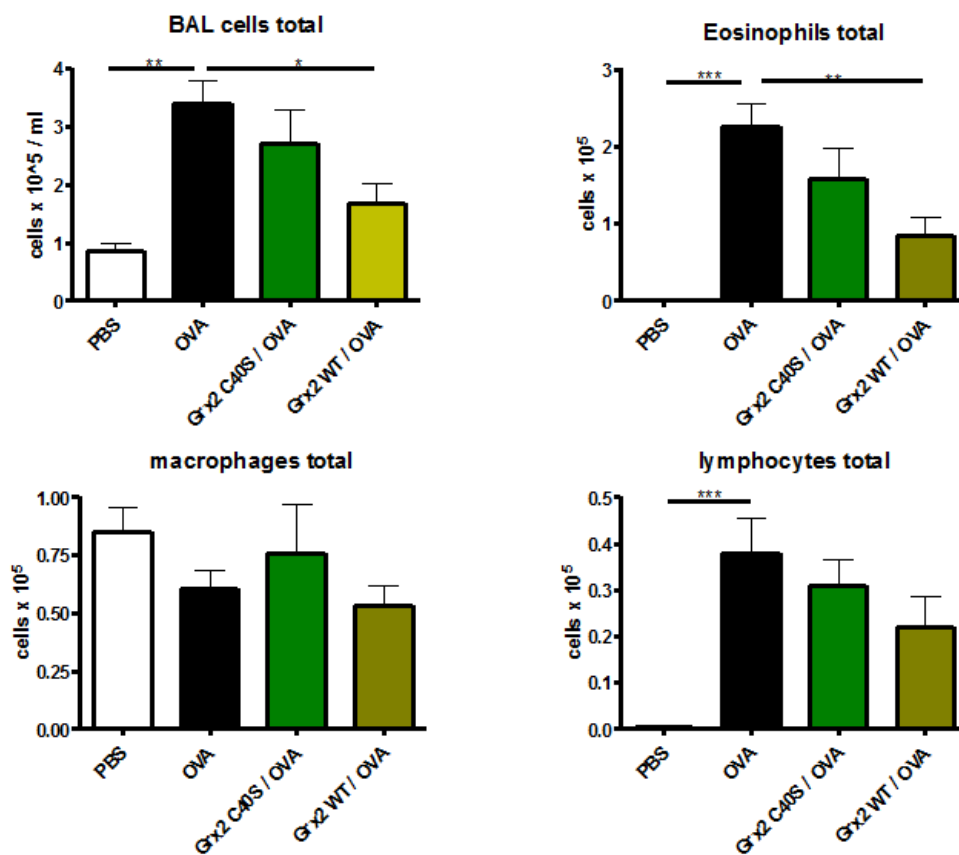 BAL cells total
** *
cells x 10^5 / ml
4
3
2
1
0
PBS
OVA
Grx2 C40S / OVA
Grx2 WT / OVA
Eosinophils total
*** **
cells x 10⁵
3
2
1
0
PBS
OVA
Grx2 C40S / OVA
Grx2 WT / OVA
macrophages total
cells x 10⁵
1.00
0.75
0.50
0.25
0.00
PBS
OVA
Grx2 C40S / OVA
Grx2 WT / OVA
lymphocytes total
***
cells x 10⁵
0.5
0.4
0.3
0.2
0.1
0.0
PBS
OVA
Grx2 C40S / OVA
Grx2 WT / OVA